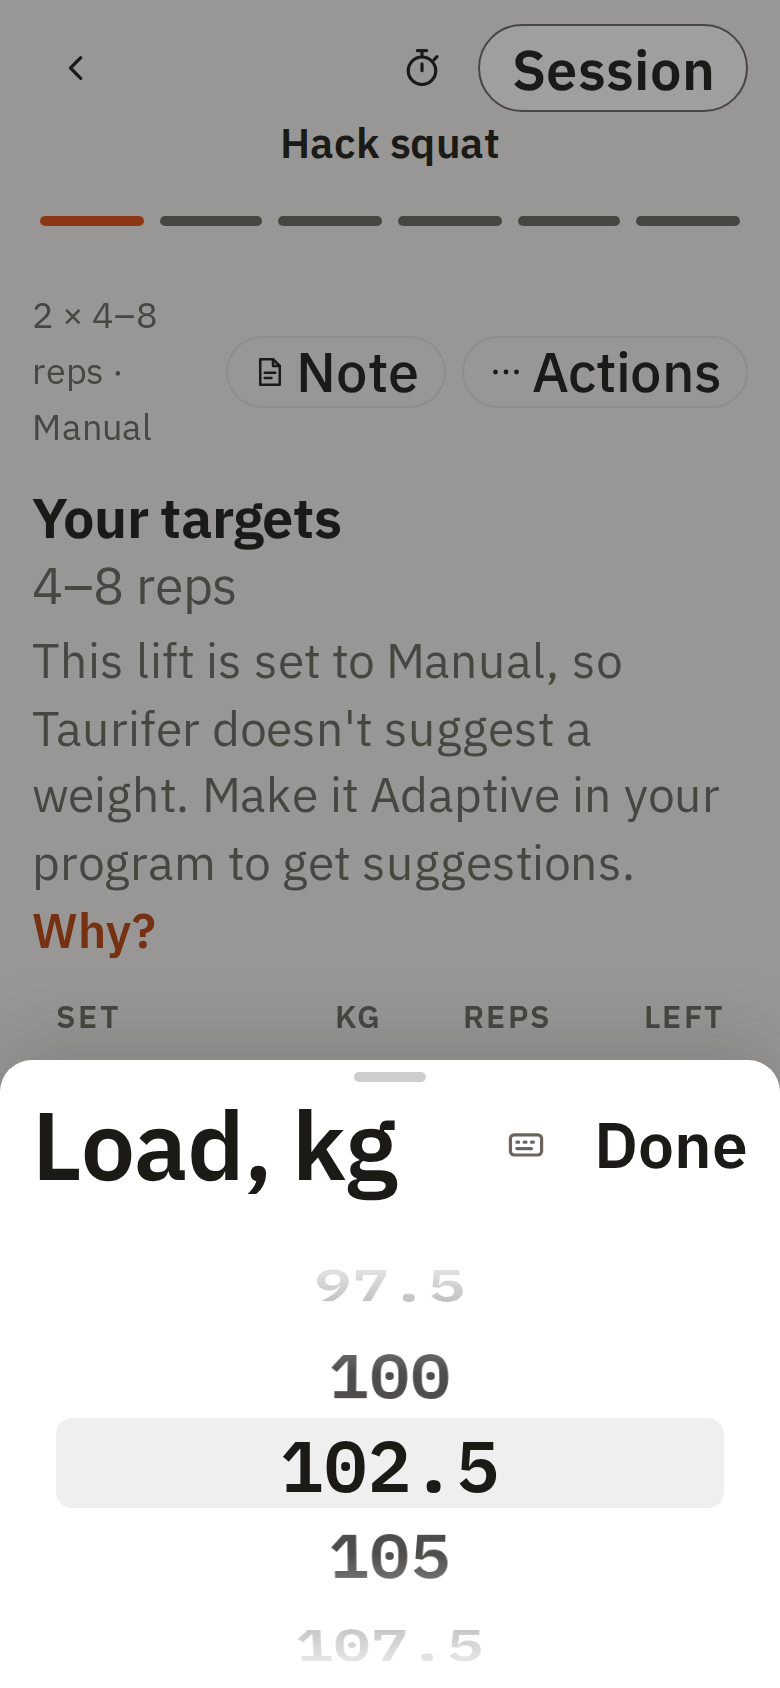 Session
Hack squat
2 × 4–8
reps ·
Manual
Note
··· Actions
Your targets
4–8 reps
This lift is set to Manual, so
Taurifer doesn't suggest a
weight. Make it Adaptive in your
program to get suggestions.
Why?
SET KG REPS LEFT
Load, kg
Done
97.5
100
102.5
105
107.5